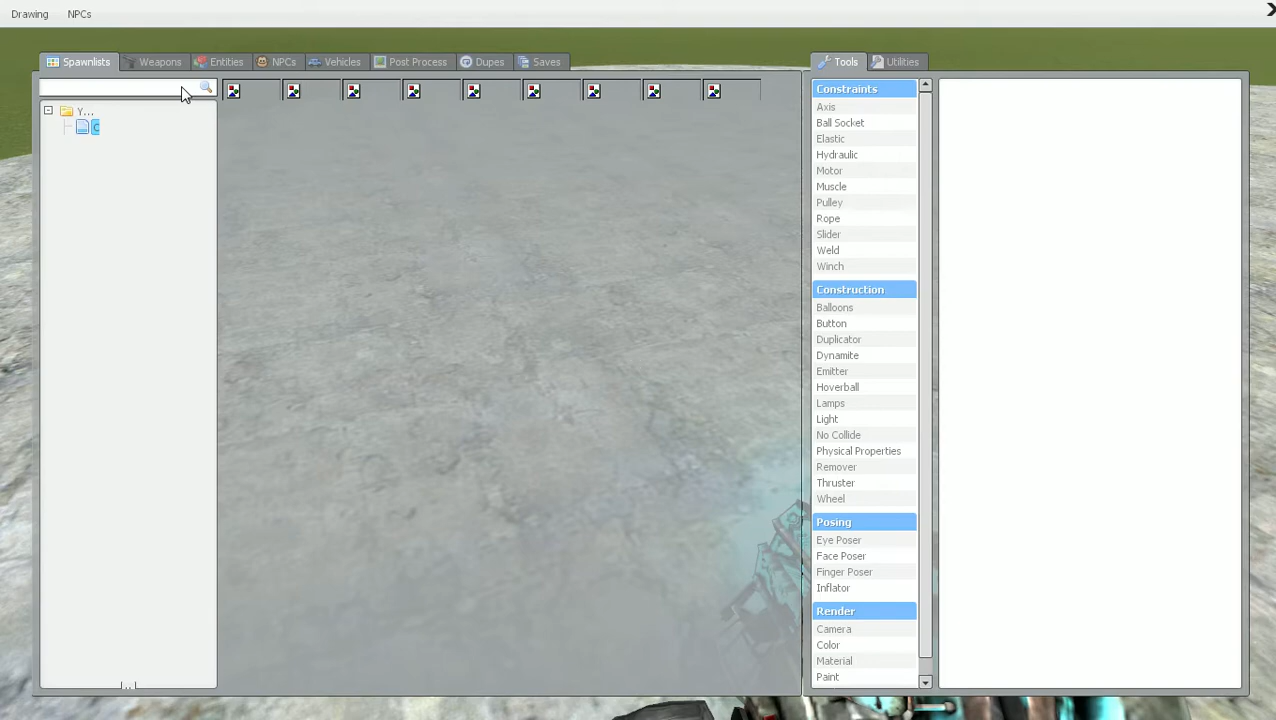 Drawing NPCs
Spawnlists Weapons Entities NPCs Vehicles Post Process Dupes Saves
Tools Utilities
Y...
C
Constraints
Axis
Ball Socket
Elastic
Hydraulic
Motor
Muscle
Pulley
Rope
Slider
Weld
Winch
Construction
Balloons
Button
Duplicator
Dynamite
Emitter
Hoverball
Lamps
Light
No Collide
Physical Properties
Remover
Thruster
Wheel
Posing
Eye Poser
Face Poser
Finger Poser
Inflator
Render
Camera
Color
Material
Paint